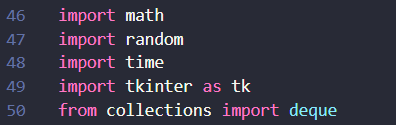 46 import math
47 import random
48 import time
49 import tkinter as tk
50 from collections import deque